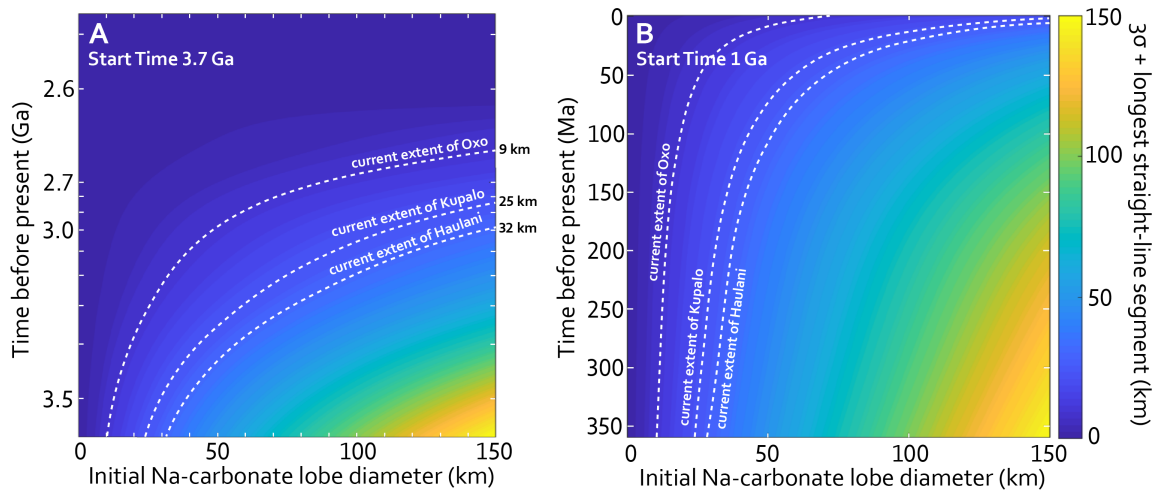 A
Start Time 3.7 Ga
Time before present (Ga)
2.6
2.7
3.0
3.5
current extent of Oxo
9 km
current extent of Kupalo
25 km
current extent of Haulani
32 km
0
50
100
150
Initial Na-carbonate lobe diameter (km)
B
Start Time 1 Ga
Time before present (Ma)
0
50
100
150
200
250
300
350
current extent of Oxo
current extent of Kupalo
current extent of Haulani
0
50
100
150
Initial Na-carbonate lobe diameter (km)
150
100
50
0
3σ + longest straight-line segment (km)